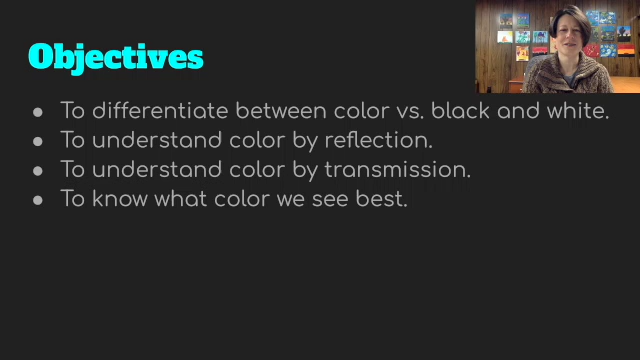 Objectives
● To differentiate between color vs. black and white.
● To understand color by reflection.
● To understand color by transmission.
● To know what color we see best.